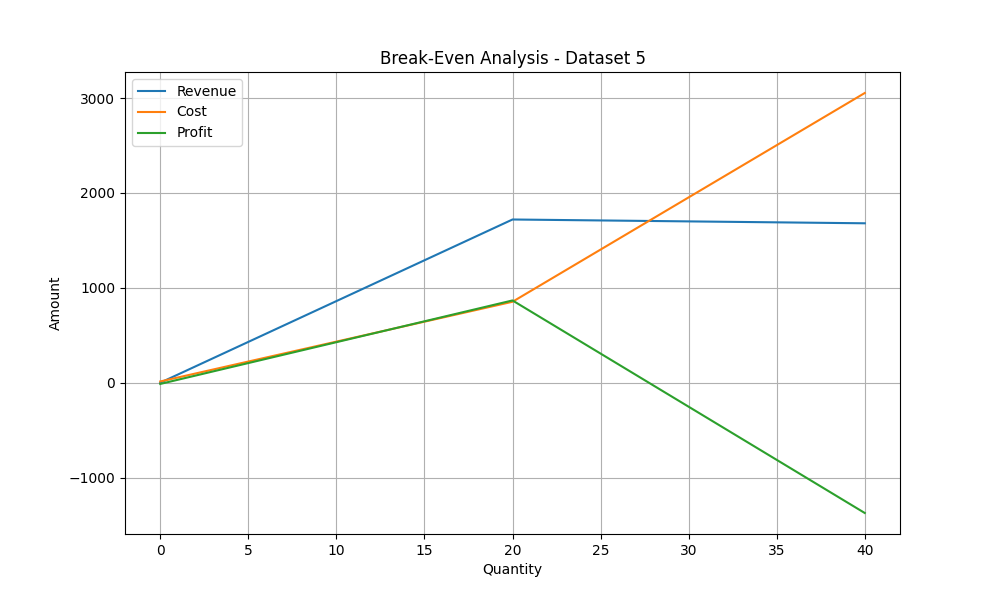 Break-Even Analysis - Dataset 5
Revenue
Cost
Profit
3000
2000
1000
0
−1000
Amount
0 5 10 15 20 25 30 35 40
Quantity